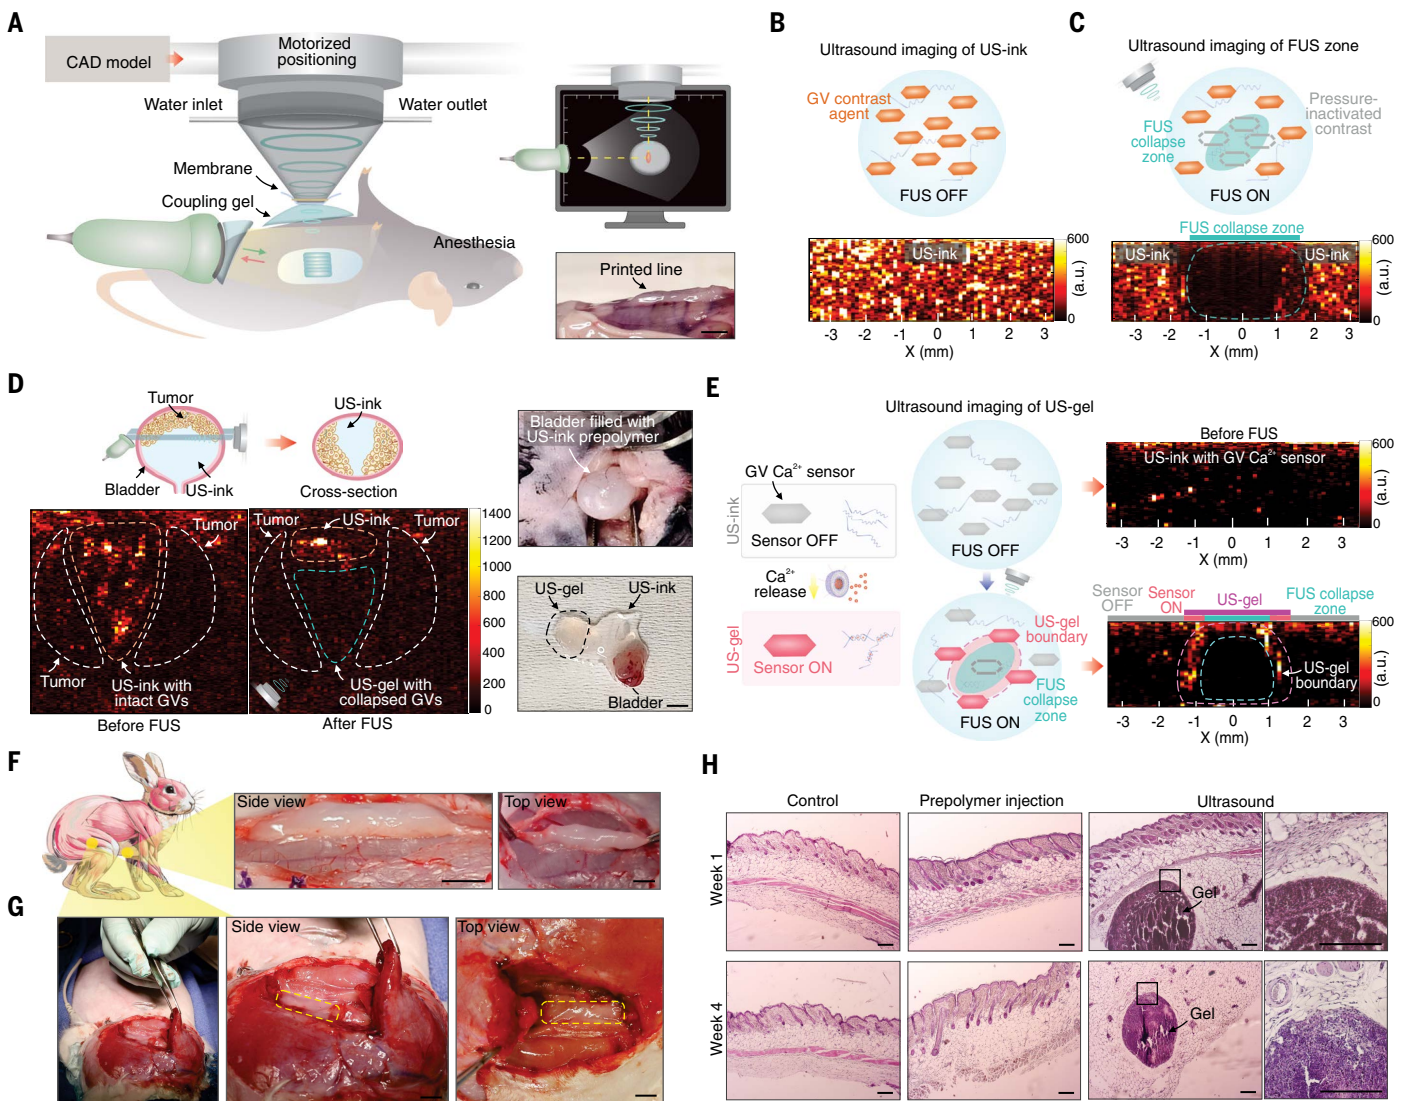 A
CAD model
Motorized
positioning
Water inlet
Water outlet
Membrane
Coupling gel
Anesthesia
Printed line
B
Ultrasound imaging of US-ink
GV contrast
agent
FUS OFF
US-ink
600
(a.u.)
0
-3 -2 -1 0 1 2 3
X (mm)
C
Ultrasound imaging of FUS zone
Pressure-
inactivated
contrast
FUS
collapse
zone
FUS ON
FUS collapse zone
US-ink
US-ink
600
(a.u.)
0
-3 -2 -1 0 1 2 3
X (mm)
D
Tumor
Bladder
US-ink
US-ink
Cross-section
Tumor
Tumor
US-ink with
intact GVs
Before FUS
Tumor
US-ink
Tumor
US-gel with
collapsed GVs
After FUS
1400
1200
1000
800
600
400
200
0
Bladder filled with
US-ink prepolymer
US-gel
US-ink
Bladder
E
Ultrasound imaging of US-gel
GV Ca²⁺ sensor
US-ink
Sensor OFF
Ca²⁺
release
US-gel
Sensor ON
FUS OFF
US-gel
boundary
FUS
collapse
zone
FUS ON
Before FUS
US-ink with GV Ca²⁺ sensor
600
(a.u.)
0
-3 -2 -1 0 1 2 3
X (mm)
Sensor
OFF
Sensor
ON
US-gel
FUS collapse
zone
US-gel
boundary
600
(a.u.)
0
-3 -2 -1 0 1 2 3
X (mm)
F
Side view
Top view
G
Side view
Top view
H
Control
Prepolymer injection
Ultrasound
Week 1
Gel
Week 4
Gel